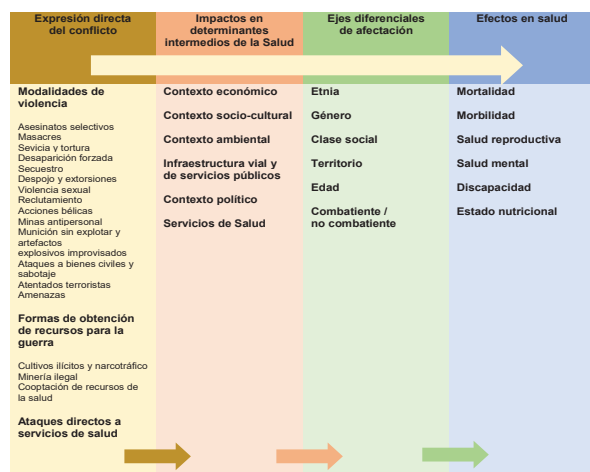 Expresión directa
del conflicto
Modalidades de
violencia
Asesinatos selectivos
Masacres
Sevicia y tortura
Desaparición forzada
Secuestro
Despojo y extorsiones
Violencia sexual
Reclutamiento
Acciones bélicas
Minas antipersonal
Munición sin explotar y
artefactos
explosivos improvisados
Ataques a bienes civiles y
sabotaje
Atentados terroristas
Amenazas
Formas de obtención
de recursos para la
guerra
Cultivos ilícitos y narcotráfico
Minería ilegal
Cooptación de recursos de
la salud
Ataques directos a
servicios de salud
Impactos en
determinantes
intermedios de la Salud
Contexto económico
Contexto socio-cultural
Contexto ambiental
Infraestructura vial y
de servicios públicos
Contexto político
Servicios de Salud
Ejes diferenciales
de afectación
Etnia
Género
Clase social
Territorio
Edad
Combatiente /
no combatiente
Efectos en salud
Mortalidad
Morbilidad
Salud reproductiva
Salud mental
Discapacidad
Estado nutricional